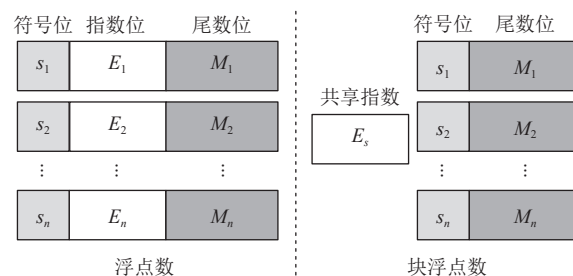 符号位 指数位 尾数位
s₁ E₁ M₁
s₂ E₂ M₂
⋮ ⋮ ⋮
sₙ Eₙ Mₙ
浮点数
符号位 尾数位
共享指数
Eₛ
s₁ M₁
s₂ M₂
⋮ ⋮
sₙ Mₙ
块浮点数